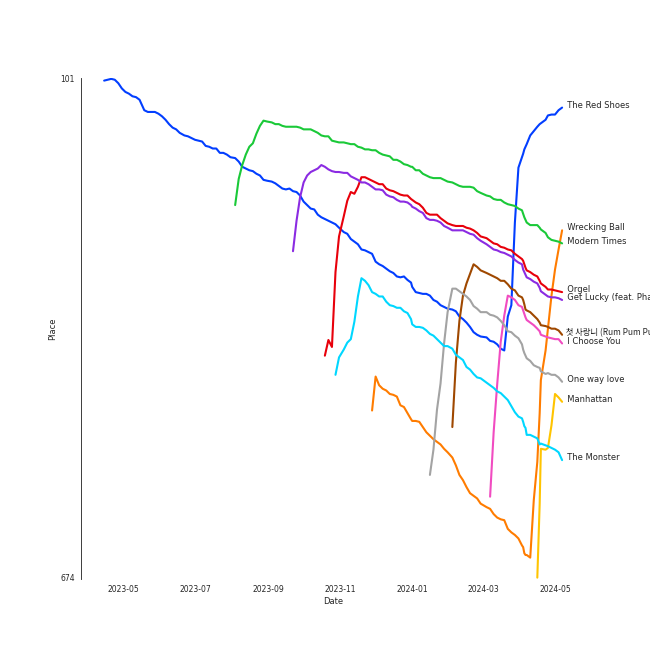 101
The Red Shoes
Wrecking Ball
Modern Times
Orgel
Get Lucky (feat. Pha
첫 사랑니 (Rum Pum Pu
I Choose You
One way love
Manhattan
The Monster
674
Place
2023-05 2023-07 2023-09 2023-11 2024-01 2024-03 2024-05
Date